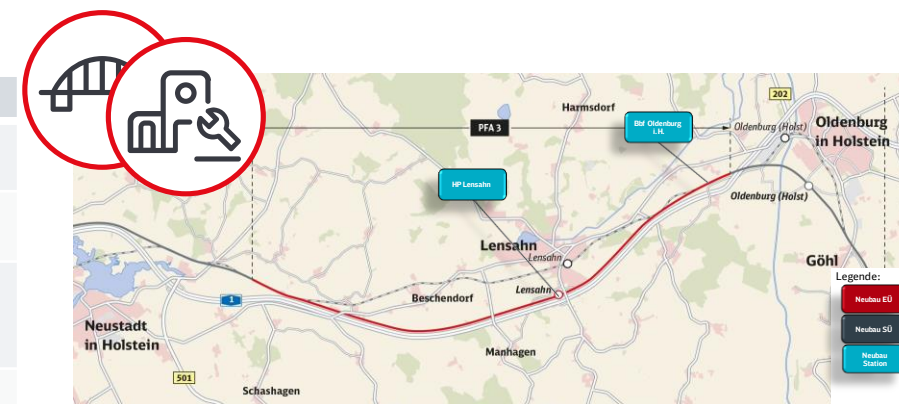 202
Harmsdorf
PFA 3
Bbf Oldenburg
i.H.
Oldenburg (Holst)
Oldenburg
in Holstein
HP Lensahn
Oldenburg (Holst)
Lensahn
Lensahn
Göhl
Legende:
Lensahn
1
Beschendorf
Neubau EÜ
Neustadt
in Holstein
Neubau SÜ
Manhagen
Neubau
Station
501
Schashagen